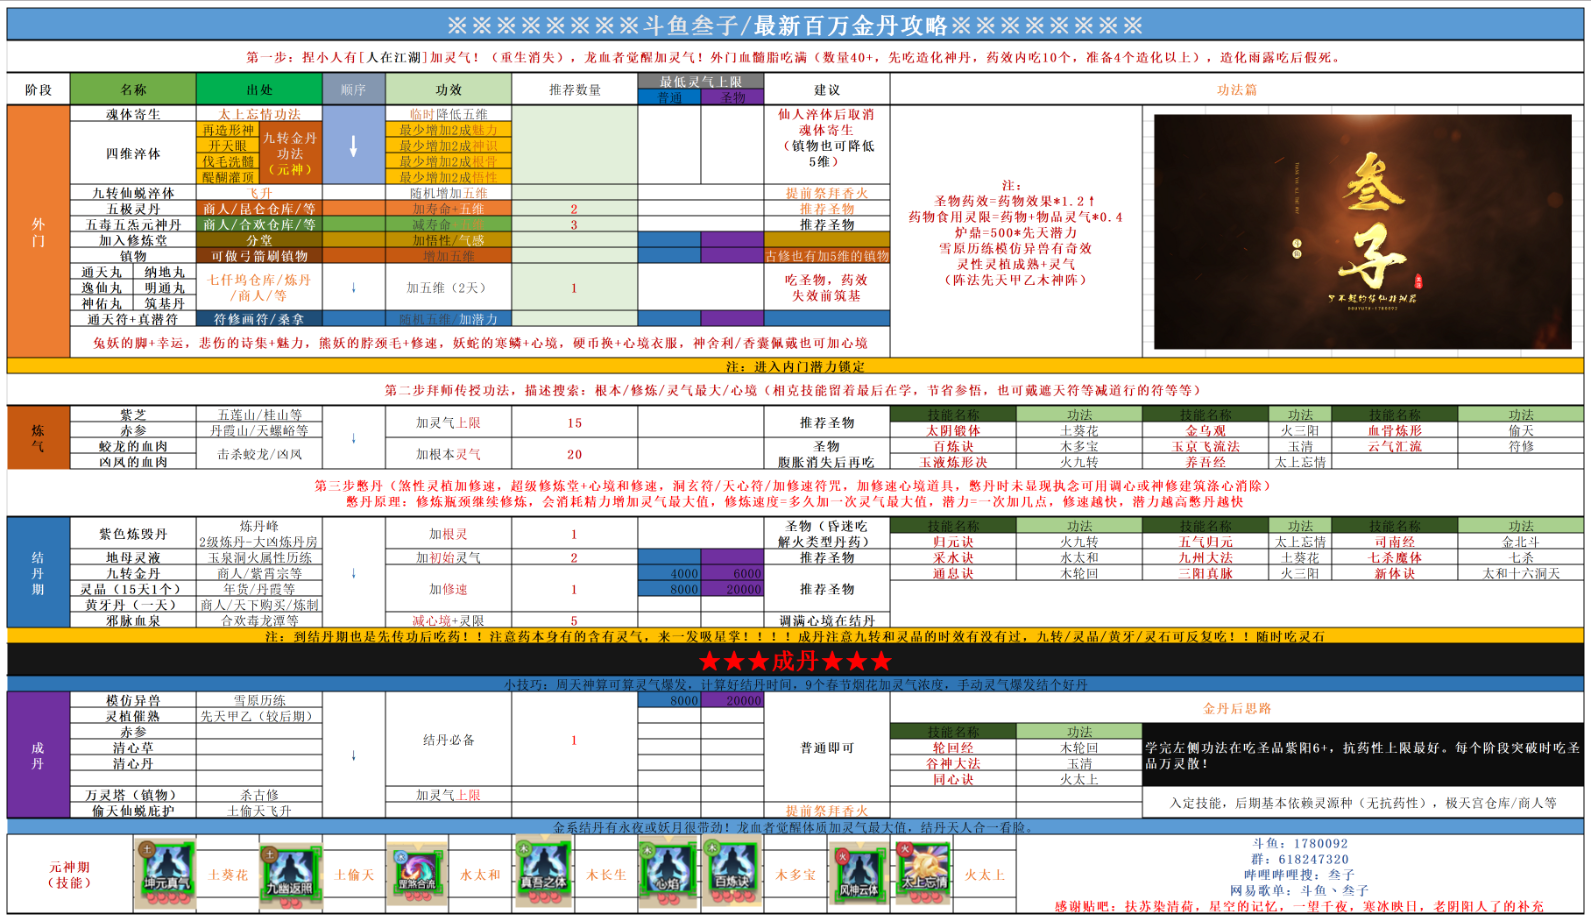 ※※※※※※※※斗鱼叁子/最新百万金丹攻略※※※※※※※※
第一步：捏小人有[人在江湖]加灵气！（重生消失），龙血者觉醒加灵气！外门血髓脂吃满（数量40+，先吃造化神丹，药效内吃10个，准备4个造化以上），造化雨露吃后假死。
阶段 名称 出处 顺序 功效 推荐数量 最低灵气上限 建议 功法篇
普通 圣物
外门
魂体寄生 太上忘情功法 临时降低五维
四维淬体 九转金丹功法（元神）
再造形神 最少增加2成魅力
开天眼 最少增加2成神识
伐毛洗髓 最少增加2成根骨
醍醐灌顶 最少增加2成悟性
仙人淬体后取消
魂体寄生
（镇物也可降低
5维）
九转仙蜕淬体 飞升 随机增加五维 提前祭拜香火
五极灵丹 商人/昆仑仓库/等 加寿命+五维 2 推荐圣物
五毒五炁元神丹 商人/合欢仓库/等 减寿命 3 推荐圣物
加入修炼堂 分堂 加悟性/气感
镇物 可做弓箭刷镇物 增加五维 古修也有加5维的镇物
通天丸 纳地丸
逸仙丸 明通丸
神佑丸 筑基丹
七仟坞仓库/炼丹
/商人/等
加五维（2天） 1
吃圣物，药效
失效前筑基
通天符+真潜符 符修画符/桑拿 随机五维/加潜力
注：
圣物药效=药物效果*1.2↑
药物食用灵限=药物+物品灵气*0.4
炉鼎=500*先天潜力
雪原历练模仿异兽有奇效
灵性灵植成熟+灵气
（阵法先天甲乙木神阵）
叁
子
斗鱼
了不起的修仙模拟器
DOUYUTV-1780092
兔妖的脚+幸运，悲伤的诗集+魅力，熊妖的脖颈毛+修速，妖蛇的寒鳞+心境，硬币换+心境衣服，神舍利/香囊佩戴也可加心境
注：进入内门潜力锁定
第二步拜师传授功法，描述搜索：根本/修炼/灵气最大/心境（相克技能留着最后在学，节省参悟，也可戴遮天符等减道行的符等等）
炼气
紫芝 五莲山/桂山等
赤参 丹霞山/天螺峪等
加灵气上限 15 推荐圣物
蛟龙的血肉
凶凤的血肉
击杀蛟龙/凶凤 加根本灵气 20
圣物
腹胀消失后再吃
技能名称 功法 技能名称 功法 技能名称 功法
太阴锻体 土葵花 金乌观 火三阳 血骨炼形 偷天
百炼诀 木多宝 玉京飞流法 玉清 云气汇流 符修
玉液炼形决 火九转 养吾经 太上忘情
第三步憋丹（煞性灵植加修速，超级修炼堂+心境和修速，洞玄符/天心符/加修速符咒，加修速心境道具，憋丹时未显现执念可用调心或神修建筑涤心消除）
憋丹原理：修炼瓶颈继续修炼，会消耗精力增加灵气最大值，修炼速度=多久加一次灵气最大值，潜力=一次加几点，修速越快，潜力越高憋丹越快
结丹期
紫色炼毁丹 炼丹峰
2级炼丹-大凶炼丹房
加根灵 1
圣物（昏迷吃
解火类型丹药）
地母灵液 玉泉洞火属性历练 加初始灵气 2 推荐圣物
九转金丹 商人/紫霄宗等 4000 6000
灵晶（15天1个） 年货/丹霞等 加修速 1 8000 20000 推荐圣物
黄牙丹（一天） 商人/天下购买/炼制
邪脉血泉 合欢毒龙潭等 减心境+灵限 5 调满心境在结丹
技能名称 功法 技能名称 功法 技能名称 功法
归元诀 火九转 五气归元 太上忘情 司南经 金北斗
采水诀 水太和 九州大法 土葵花 七杀魔体 七杀
通息诀 木轮回 三阳真脉 火三阳 新体诀 太和十六洞天
注：到结丹期也是先传功后吃药！！注意药本身有的含有灵气，来一发吸星掌！！！！成丹注意九转和灵晶的时效有没有过，九转/灵晶/黄牙/灵石可反复吃！！随时吃灵石
★★★成丹★★★
小技巧：周天神算可算灵气爆发，计算好结丹时间，9个春节烟花加灵气浓度，手动灵气爆发结个好丹
成丹
模仿异兽 雪原历练 8000 20000
灵植催熟 先天甲乙（较后期）
赤参
清心草
清心丹
结丹必备 1 普通即可
万灵塔（镇物） 杀古修 加灵气上限
偷天仙蜕庇护 土偷天飞升 提前祭拜香火
金丹后思路
技能名称 功法
轮回经 木轮回
谷神大法 玉清
同心诀 火太上
学完左侧功法在吃圣品紫阳6+，抗药性上限最好。每个阶段突破时吃圣
品万灵散！
入定技能，后期基本依赖灵源种（无抗药性），极天宫仓库/商人等
金系结丹有永夜或妖月很带劲！龙血者觉醒体质加灵气最大值，结丹天人合一看脸。
元神期
（技能）
土 坤元真气 土葵花
土 九幽返照 土偷天
水 罡煞合流 水太和
木 真吾之体 木长生
木 心焰
木 百炼诀 木多宝
火 风神云体
火 太上忘情 火太上
斗鱼：1780092
群：618247320
哔哩哔哩搜：叁子
网易歌单：斗鱼丶叁子
感谢贴吧：扶苏染清荷，星空的记忆，一望千夜，寒冰映日，老阴阳人了的补充